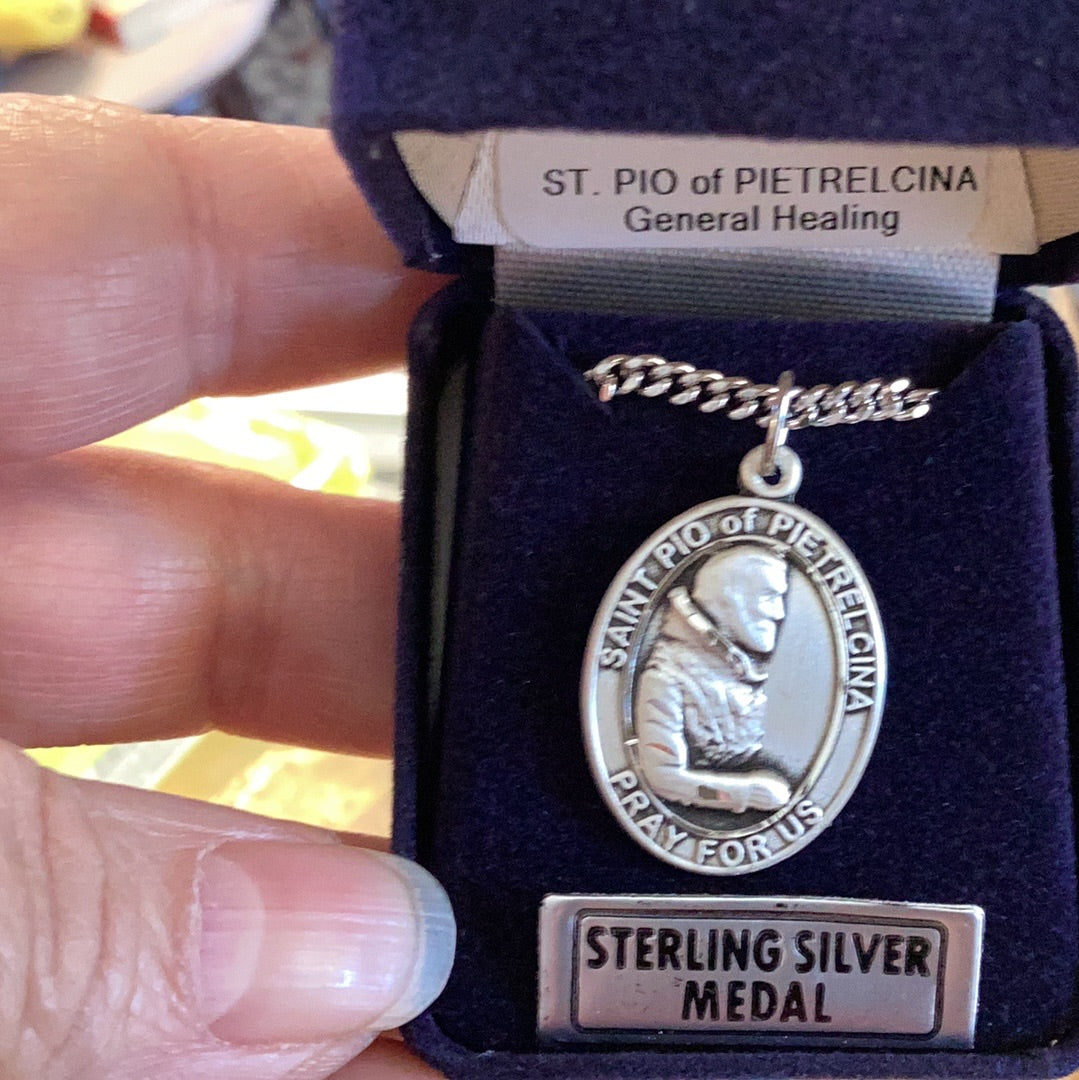 ST. PIO of PIETRELCINA
General Healing
SAINT PIO of PIETRELCINA
PRAY FOR US
STERLING SILVER
MEDAL